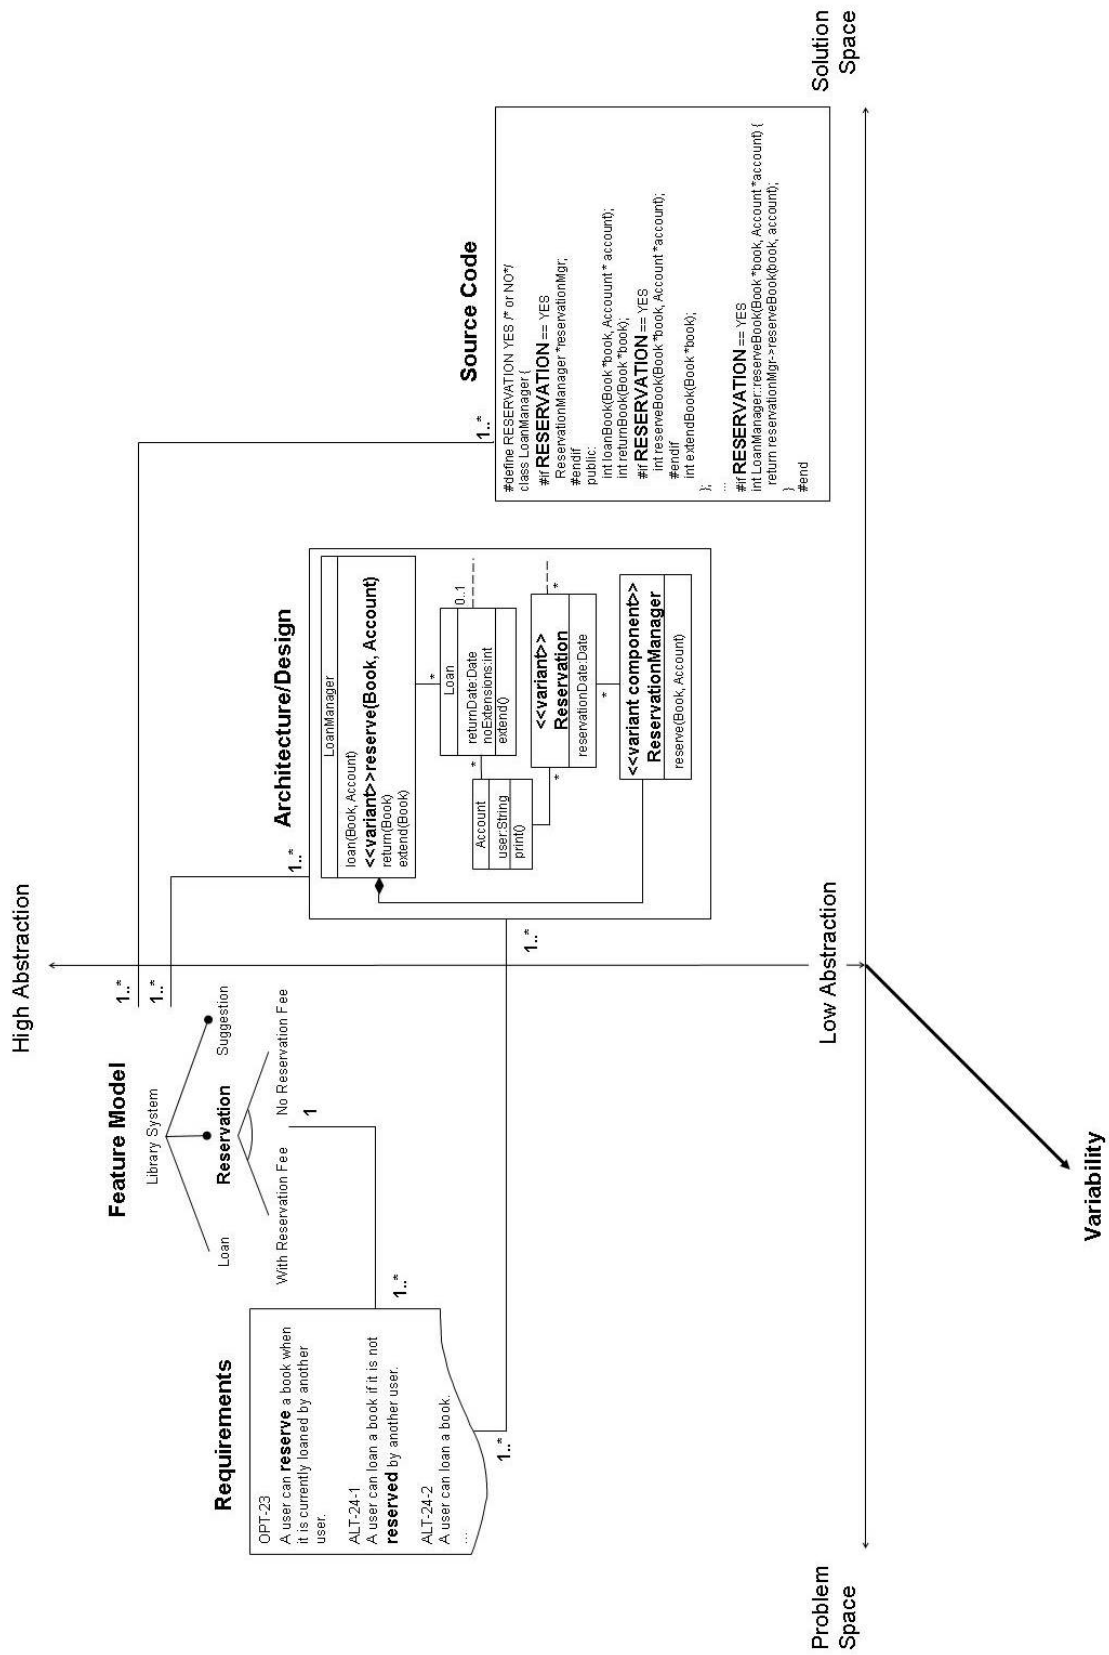 High Abstraction
Feature Model
Library System
Loan
Reservation
Suggestion
With Reservation Fee
No Reservation Fee
1..*
1..*
1
1..*
Requirements
OPT-23
A user can reserve a book when
it is currently loaned by another
user.
ALT-24-1
A user can loan a book if it is not
reserved by another user.
ALT-24-2
A user can loan a book.
...
1..*
1..*
Architecture/Design
1..*
LoanManager
loan(Book, Account)
<<variant>>reserve(Book, Account)
return(Book)
extend(Book)
*
Loan
returnDate:Date
noExtensions:int
extend()
0..1
*
Account
user:String
print()
<<variant>>
Reservation
reservationDate:Date
*
*
*
<<variant component>>
ReservationManager
reserve(Book, Account)
Source Code
1..*
#define RESERVATION YES /* or NO*/
class LoanManager {
#if RESERVATION == YES
ReservationManager *reservationMgr;
#endif
public:
int loanBook(Book *book, Accouunt * account);
int returnBook(Book *book);
#if RESERVATION == YES
int reserveBook(Book *book, Account *account);
#endif
int extendBook(Book *book);
};
...
#if RESERVATION == YES
int LoanManager::reserveBook(Book *book, Account *account) {
return reservationMgr->reserveBook(book, account);
}
#end
Problem
Space
Low Abstraction
Solution
Space
Variability